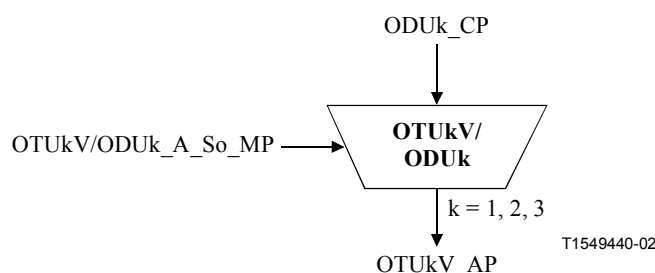 ODUk_CP
OTUkV/ODUk_A_So_MP
OTUkV/
ODUk
k = 1, 2, 3
T1549440-02
OTUkV_AP